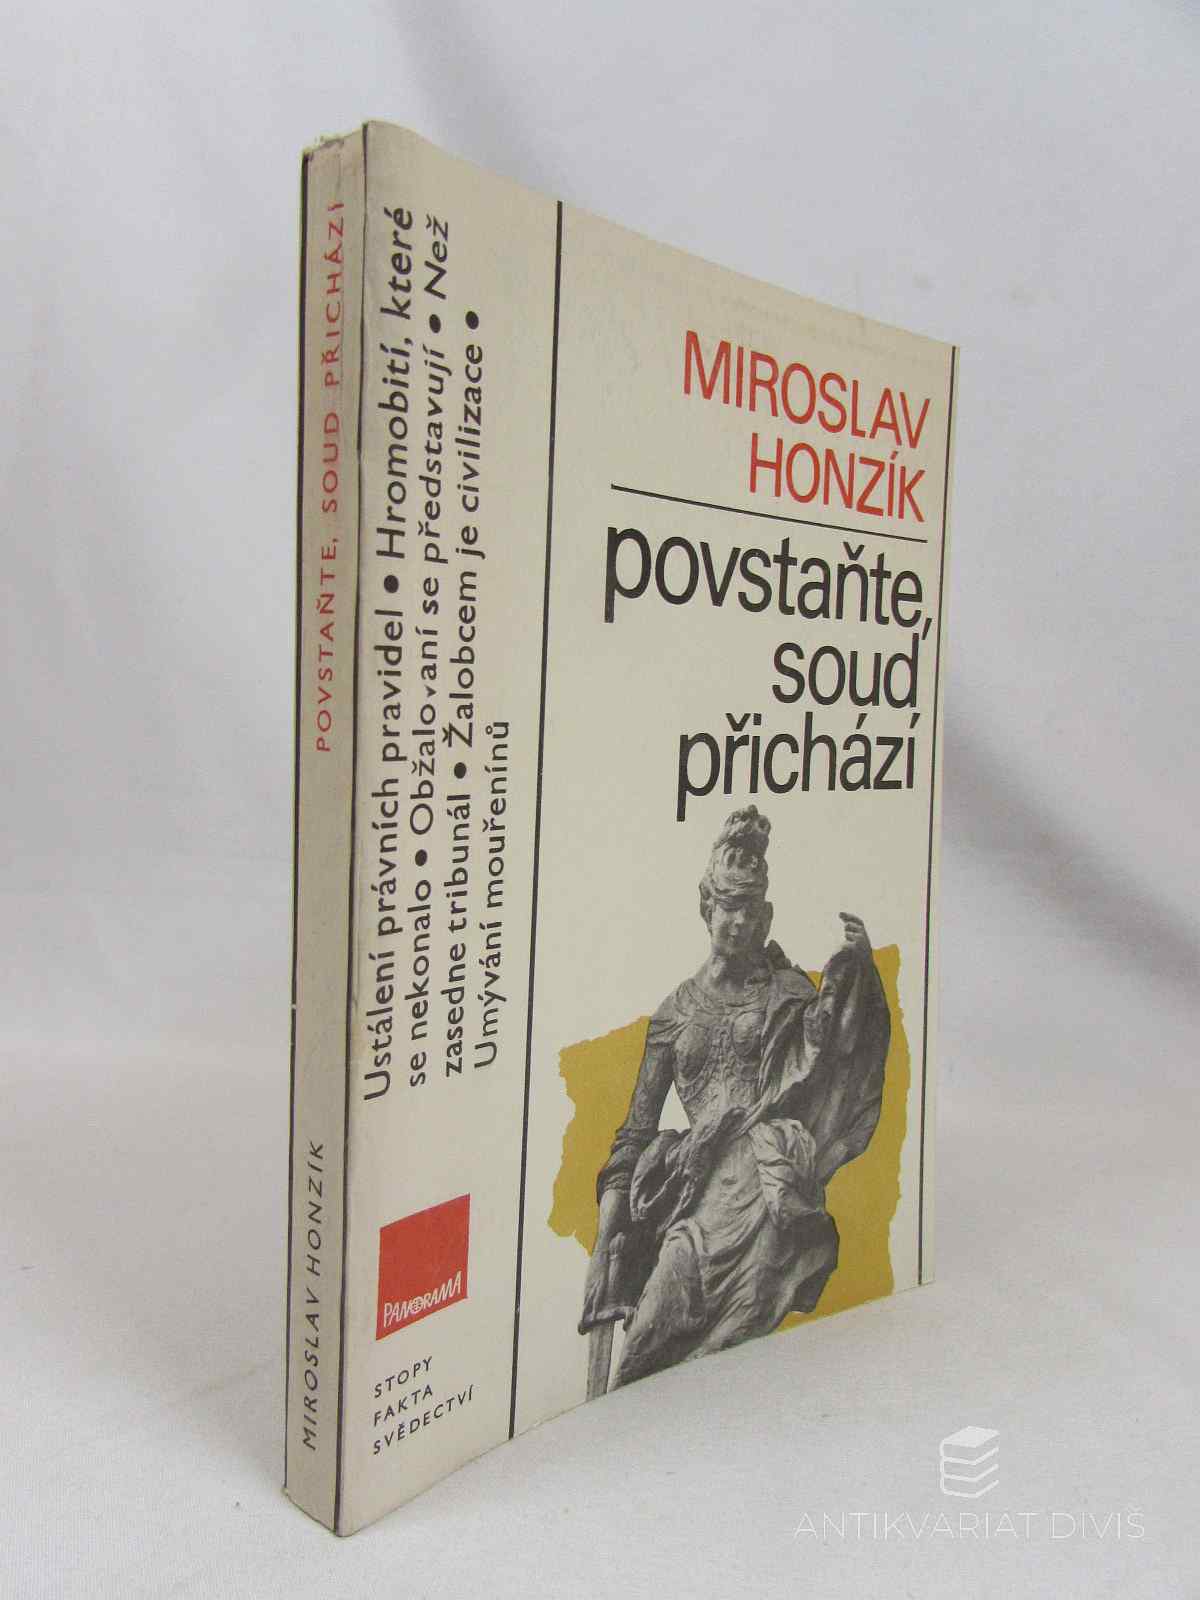 MIROSLAV HONZÍK
POVSTAŇTE, SOUD PŘICHÁZÍ
Ustálení právních pravidel • Hromobití, které
se nekonalo • Obžalovaní se představují • Než
zasedne tribunál • Žalobcem je civilizace •
Umývání mouřenínů
PANORAMA
STOPY
FAKTA
SVĚDECTVÍ
MIROSLAV
HONZÍK
povstaňte,
soud
přichází
ANTIKVARIAT DIVIŠ